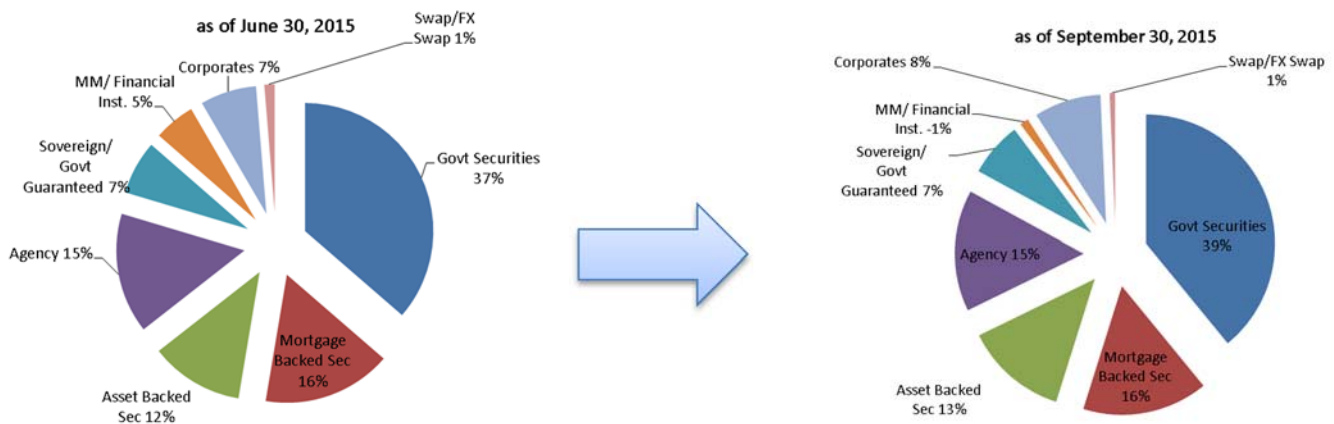 as of June 30, 2015
Swap/FX
Swap 1%
Corporates 7%
MM/ Financial
Inst. 5%
Sovereign/
Govt
Guaranteed 7%
Agency 15%
Asset Backed
Sec 12%
Mortgage
Backed Sec
16%
Govt Securities
37%
as of September 30, 2015
Corporates 8%
Swap/FX Swap
1%
MM/ Financial
Inst. -1%
Sovereign/
Govt
Guaranteed 7%
Agency 15%
Asset Backed
Sec 13%
Mortgage
Backed Sec
16%
Govt Securities
39%